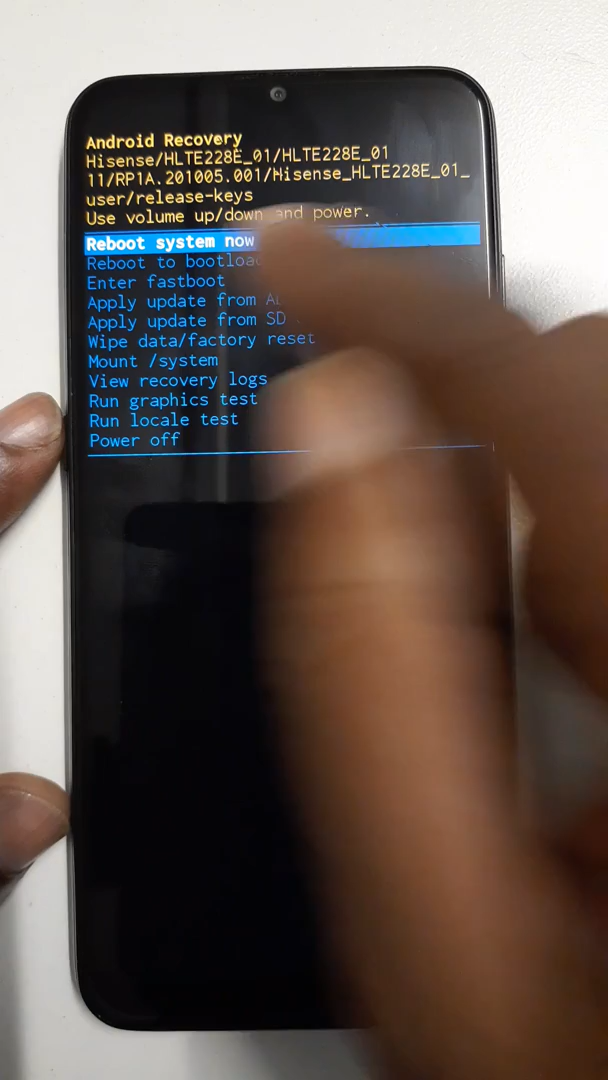 Android Recovery
Hisense/HLTE228E_01/HLTE228E_01
11/RP1A.201005.001/Hisense_HLTE228E_01_
user/release-keys
Use volume up/down and power.
Reboot system now
Reboot to
Enter fastboot
Apply update from
Apply update from SD
Wipe data/factory reset
Mount /system
View recovery logs
Run graphics test
Run locale test
Power off